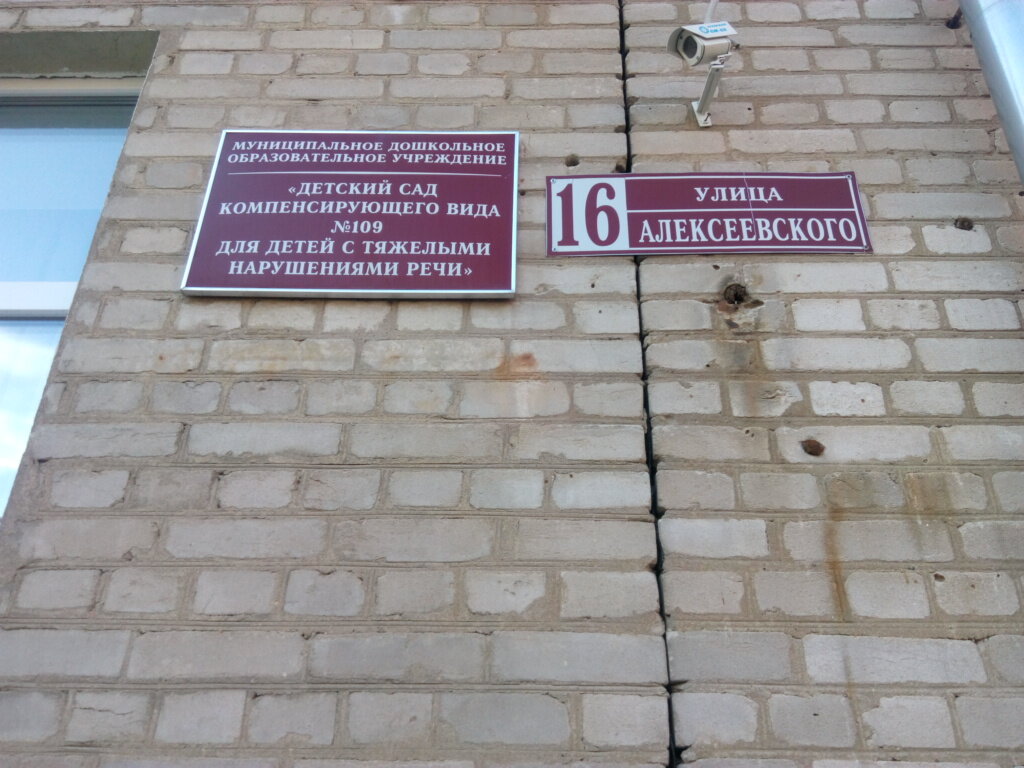 МУНИЦИПАЛЬНОЕ ДОШКОЛЬНОЕ
ОБРАЗОВАТЕЛЬНОЕ УЧРЕЖДЕНИЕ
«ДЕТСКИЙ САД
КОМПЕНСИРУЮЩЕГО ВИДА
№109
ДЛЯ ДЕТЕЙ С ТЯЖЕЛЫМИ
НАРУШЕНИЯМИ РЕЧИ»
16
УЛИЦА
АЛЕКСЕЕВСКОГО